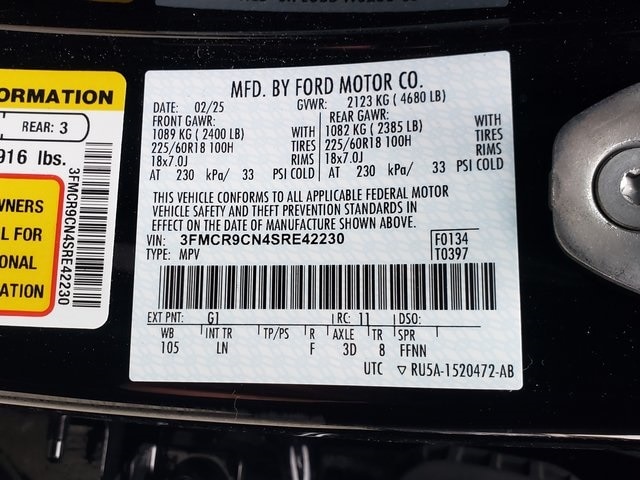 ORMATION
REAR: 3
916 lbs.
WNERS
L FOR
ONAL
ATION
3FMCR9CN4SRE42230
MFD. BY FORD MOTOR CO.
DATE: 02/25 GVWR: 2123 KG ( 4680 LB)
FRONT GAWR: REAR GAWR:
1089 KG ( 2400 LB) WITH 1082 KG ( 2385 LB) WITH
225/60R18 100H TIRES 225/60R18 100H TIRES
18x7.0J RIMS 18x7.0J RIMS
AT 230 kPa/ 33 PSI COLD AT 230 kPa/ 33 PSI COLD
THIS VEHICLE CONFORMS TO ALL APPLICABLE FEDERAL MOTOR
VEHICLE SAFETY AND THEFT PREVENTION STANDARDS IN
EFFECT ON THE DATE OF MANUFACTURE SHOWN ABOVE.
VIN: 3FMCR9CN4SRE42230 F0134
TYPE: MPV T0397
EXT PNT: G1 RC: 11 DSO:
WB INT TR TP/PS R AXLE TR SPR
105 LN F 3D 8 FFNN
UTC ▽ RU5A-1520472-AB